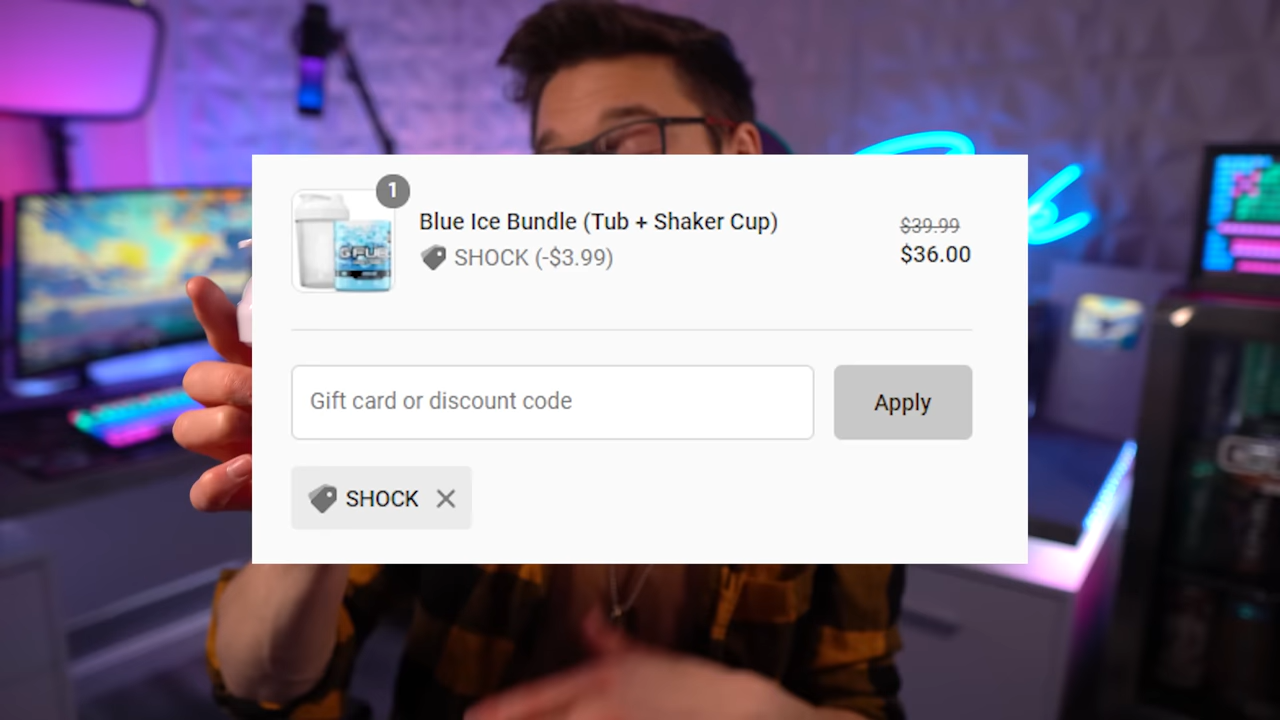 1
Blue Ice Bundle (Tub + Shaker Cup)
SHOCK (-$3.99)
$39.99
$36.00
G FUEL
Gift card or discount code
Apply
SHOCK